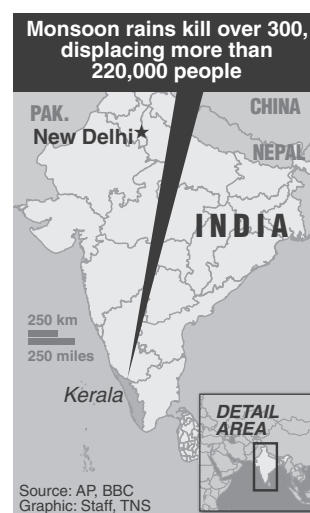 Monsoon rains kill over 300,
displacing more than
220,000 people
PAK.
CHINA
New Delhi
NEPAL
INDIA
250 km
250 miles
Kerala
DETAIL
AREA
Source: AP, BBC
Graphic: Staff, TNS